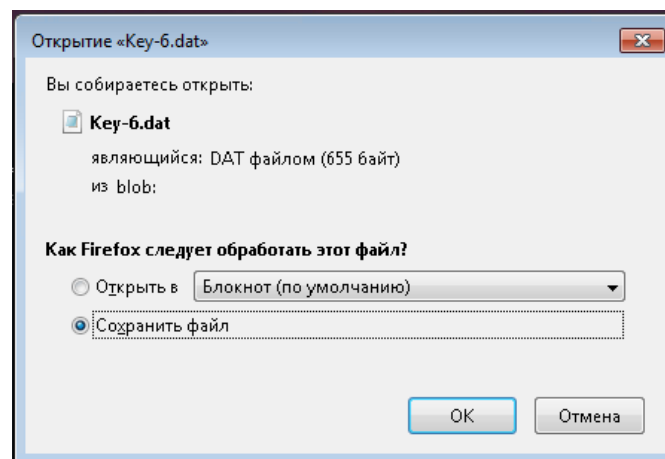 Открытие «Key-6.dat»
Вы собираетесь открыть:
Key-6.dat
являющийся: DAT файлом (655 байт)
из blob:
Как Firefox следует обработать этот файл?
Открыть в Блокнот (по умолчанию)
Сохранить файл
OK Отмена